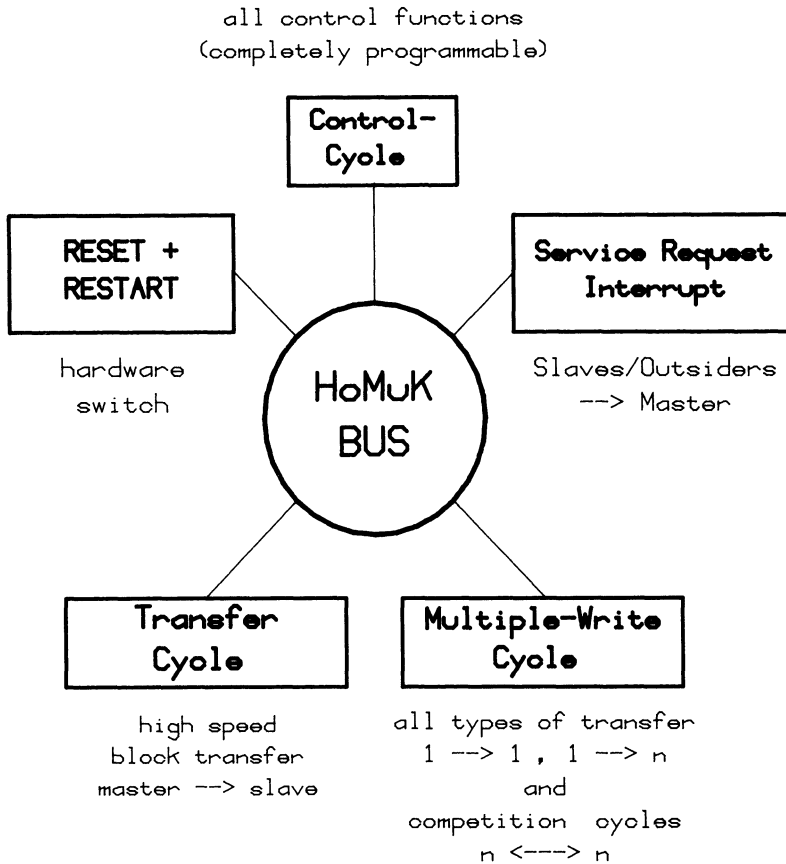 all control functions
(completely programmable)
Control-
Cycle
RESET +
RESTART
hardware
switch
Service Request
Interrupt
Slaves/Outsiders
--> Master
HoMuK
BUS
Transfer
Cycle
high speed
block transfer
master --> slave
Multiple-Write
Cycle
all types of transfer
1 --> 1 , 1 --> n
and
competition cycles
n <---> n